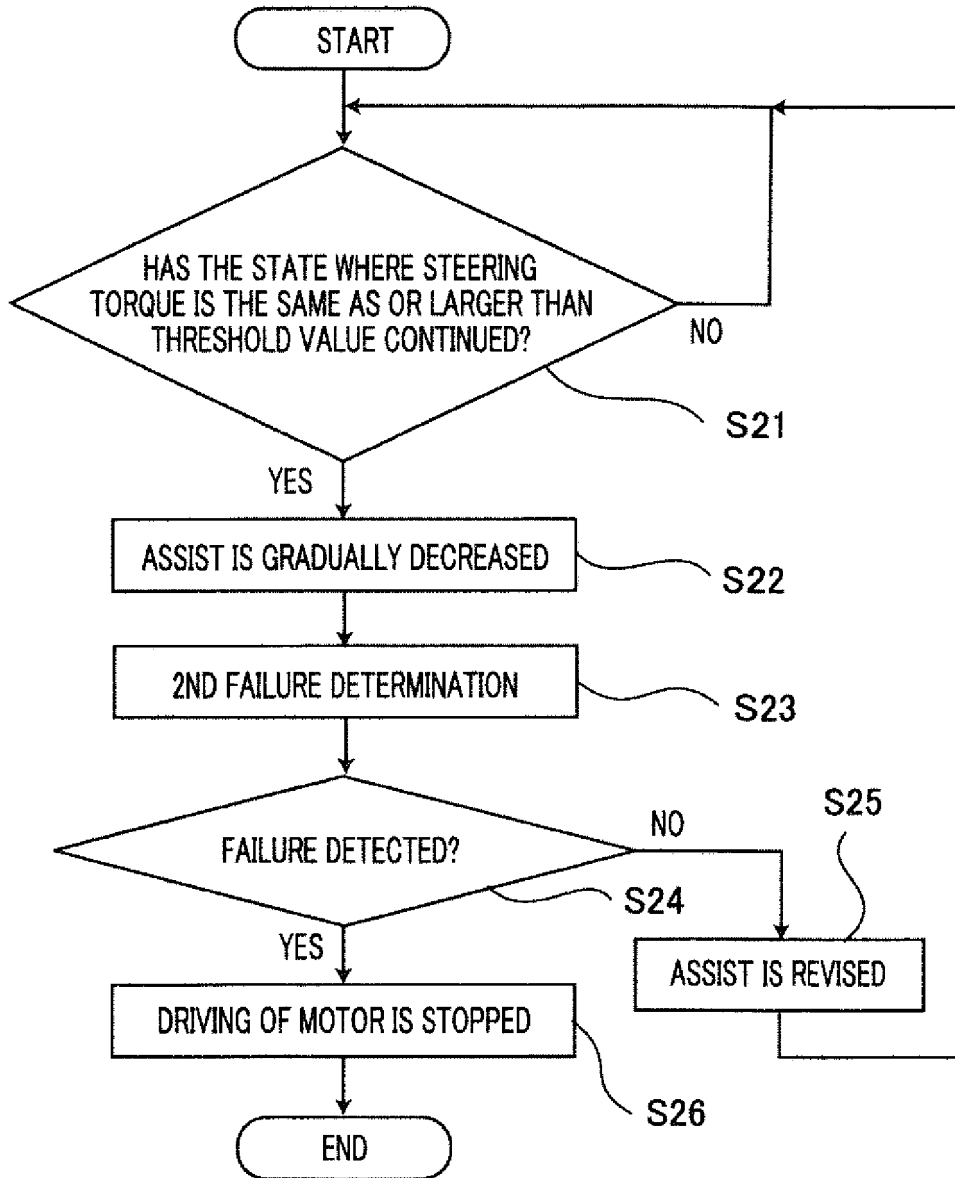 START
HAS THE STATE WHERE STEERING
TORQUE IS THE SAME AS OR LARGER THAN
THRESHOLD VALUE CONTINUED?
NO
S21
YES
ASSIST IS GRADUALLY DECREASED
S22
2ND FAILURE DETERMINATION
S23
FAILURE DETECTED?
NO
S25
S24
YES
ASSIST IS REVISED
DRIVING OF MOTOR IS STOPPED
S26
END